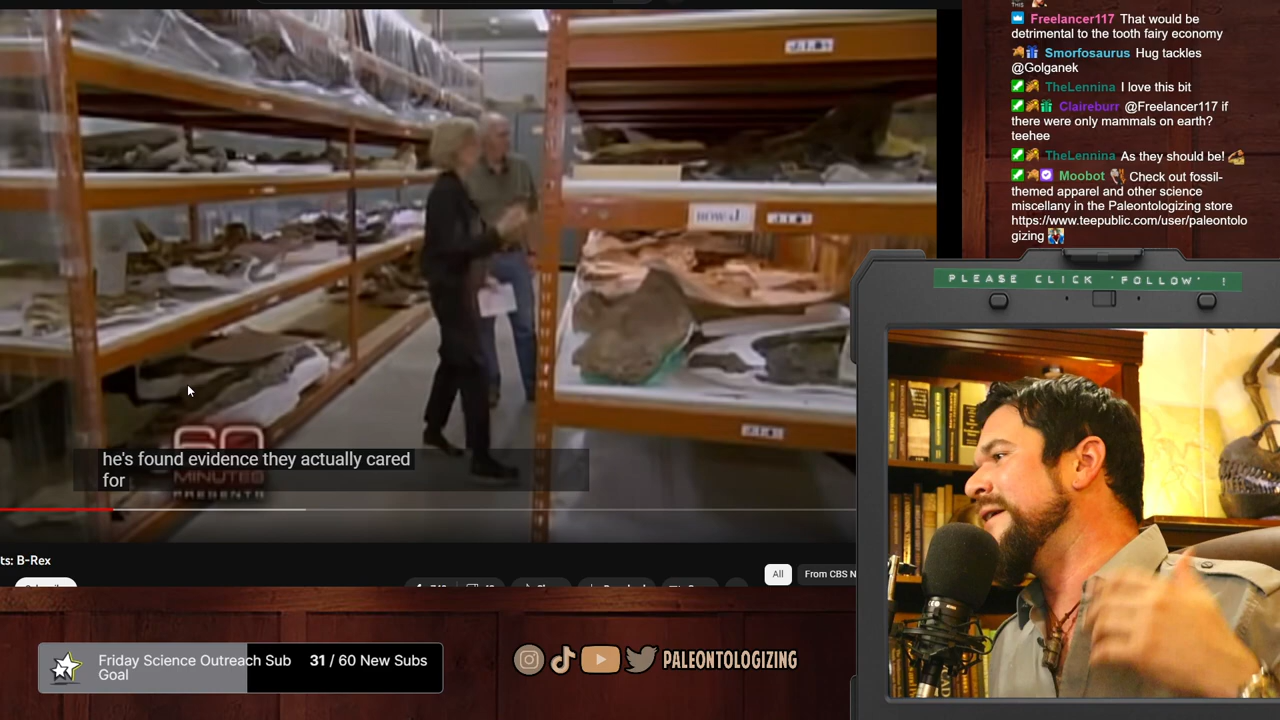 Freelancer117 That would be
detrimental to the tooth fairy economy
Smorfosaurus Hug tackles
@Golganek
TheLennina I love this bit
Claireburr @Freelancer117 if
there were only mammals on earth?
teehee
TheLennina As they should be!
Moobot Check out fossil-
themed apparel and other science
miscellany in the Paleontologizing store
https://www.teepublic.com/user/paleontolo
gizing
PLEASE CLICK 'FOLLOW' !
he's found evidence they actually cared
for
60
MINUTES
PRESENTS
ts: B-Rex
All
From CBS N
Friday Science Outreach Sub
Goal
31 / 60 New Subs
PALEONTOLOGIZING